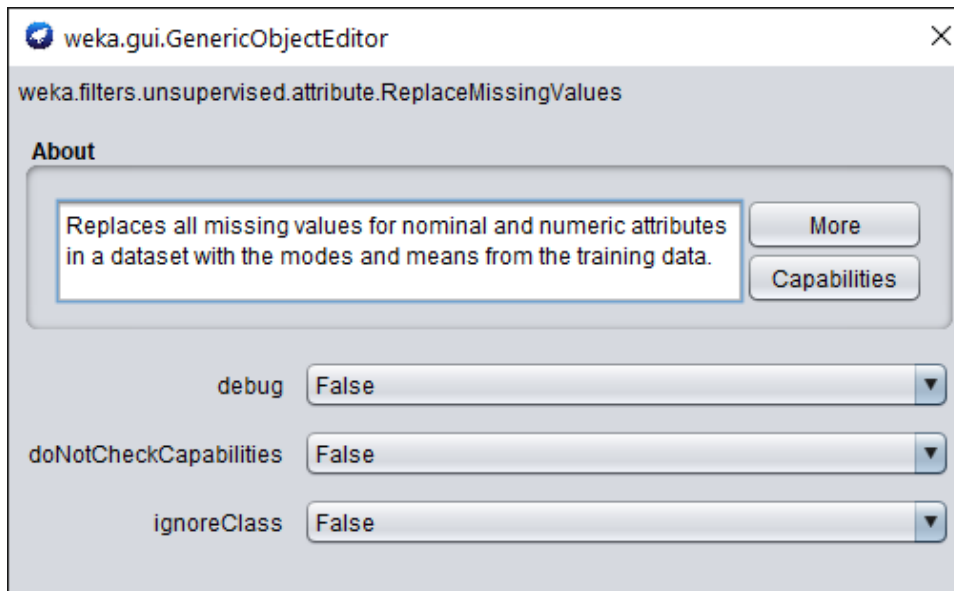 weka.gui.GenericObjectEditor
weka.filters.unsupervised.attribute.ReplaceMissingValues
About
Replaces all missing values for nominal and numeric attributes
in a dataset with the modes and means from the training data.
More
Capabilities
debug False
doNotCheckCapabilities False
ignoreClass False